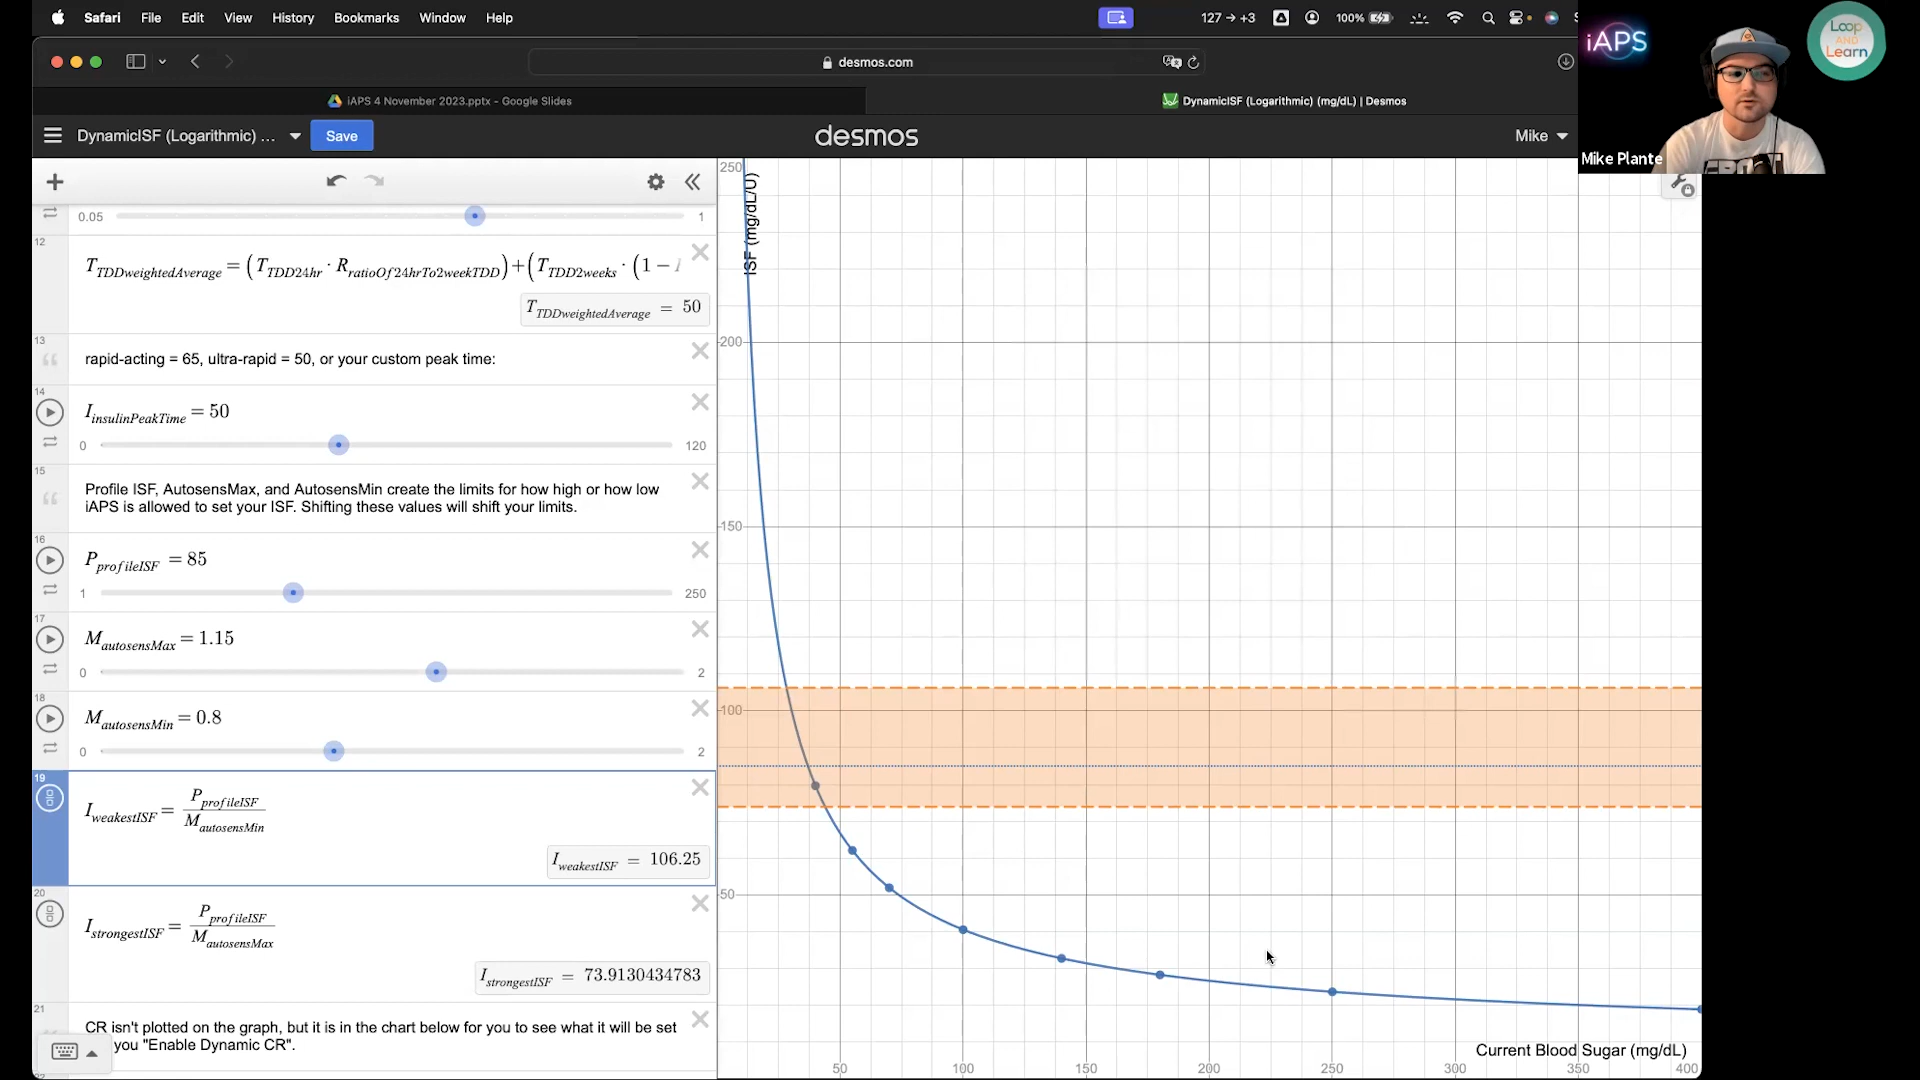 Safari File Edit View History Bookmarks Window Help
127 → +3
100%
desmos.com
iAPS 4 November 2023.pptx - Google Slides
DynamicISF (Logarithmic) (mg/dL) | Desmos
DynamicISF (Logarithmic) ...
Save
desmos
Mike
iAPS
Loop
AND
Learn
Mike Plante
0.05
1
12
T_TDDweightedAverage = (T_TDD24hr · R_ratioOf24hrTo2weekTDD) + (T_TDD2weeks · (1 −
T_TDDweightedAverage = 50
13
rapid-acting = 65, ultra-rapid = 50, or your custom peak time:
14
I_insulinPeakTime = 50
0
120
15
Profile ISF, AutosensMax, and AutosensMin create the limits for how high or how low
iAPS is allowed to set your ISF. Shifting these values will shift your limits.
16
P_profileISF = 85
1
250
17
M_autosensMax = 1.15
0
2
18
M_autosensMin = 0.8
0
2
19
I_weakestISF = P_profileISF / M_autosensMin
I_weakestISF = 106.25
20
I_strongestISF = P_profileISF / M_autosensMax
I_strongestISF = 73.9130434783
21
CR isn't plotted on the graph, but it is in the chart below for you to see what it will be set
you "Enable Dynamic CR".
250
ISF (mg/dL/U)
200
150
100
50
Current Blood Sugar (mg/dL)
50 100 150 200 250 300 350 400